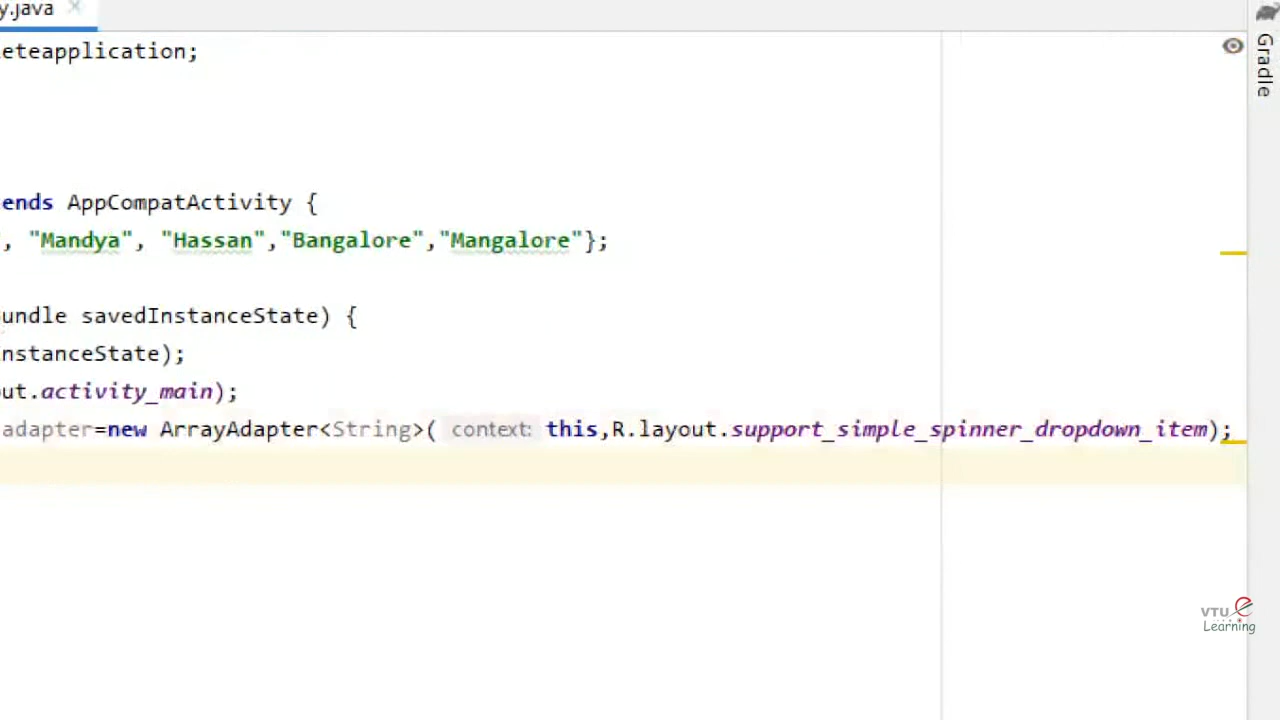 y.java
Gradle
eteapplication;
ends AppCompatActivity {
, "Mandya", "Hassan","Bangalore","Mangalore"};
undle savedInstanceState) {
nstanceState);
out.activity_main);
adapter=new ArrayAdapter<String>( context: this,R.layout.support_simple_spinner_dropdown_item);
VTU e
Learning